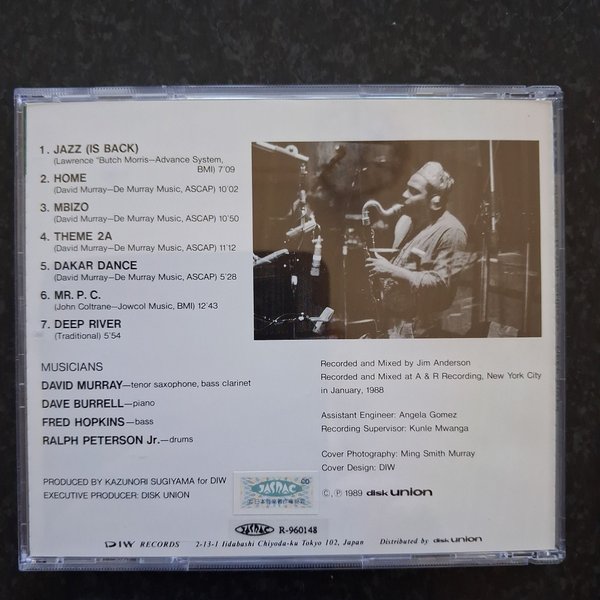 1. JAZZ (IS BACK)
(Lawrence "Butch Morris—Advance System,
BMI) 7'09
2. HOME
(David Murray—De Murray Music, ASCAP) 10'02
3. MBIZO
(David Murray—De Murray Music, ASCAP) 10'50
4. THEME 2A
(David Murray—De Murray Music, ASCAP) 11'12
5. DAKAR DANCE
(David Murray—De Murray Music, ASCAP) 5'28
6. MR. P. C.
(John Coltrane—Jowcol Music, BMI) 12'43
7. DEEP RIVER
(Traditional) 5'54
MUSICIANS
DAVID MURRAY—tenor saxophone, bass clarinet
DAVE BURRELL—piano
FRED HOPKINS—bass
RALPH PETERSON Jr.—drums
PRODUCED BY KAZUNORI SUGIYAMA for DIW
EXECUTIVE PRODUCER: DISK UNION
Recorded and Mixed by Jim Anderson
Recorded and Mixed at A & R Recording, New York City
in January, 1988
Assistant Engineer: Angela Gomez
Recording Supervisor: Kunle Mwanga
Cover Photography: Ming Smith Murray
Cover Design: DIW
Ⓒ, Ⓟ 1989 disk union
JASRAC
JASRAC R-960148
DIW RECORDS 2-13-1 Iidabashi Chiyoda-ku Tokyo 102, Japan Distributed by disk union